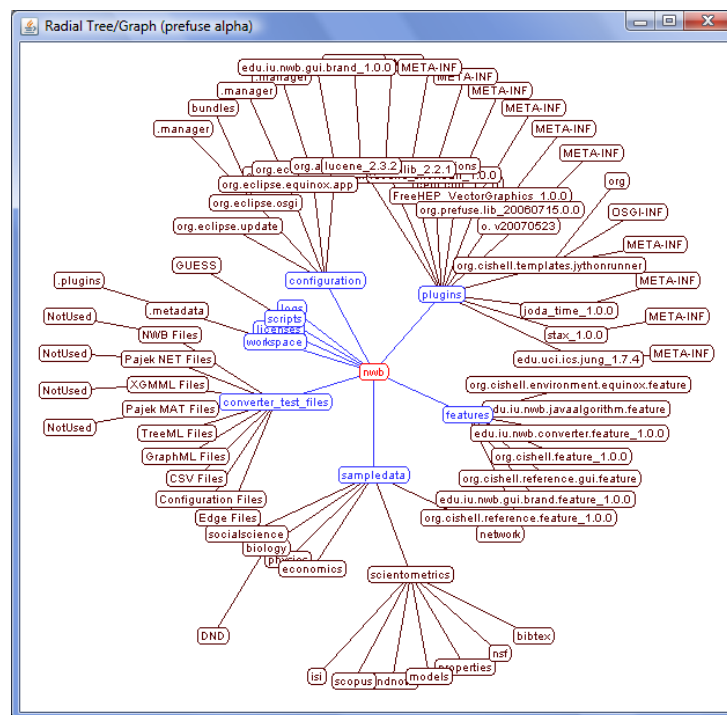 Radial Tree/Graph (prefuse alpha)
edu.iu.nwb.gui.brand_1.0.0
META-INF
.manager
META-INF
.manager
META-INF
bundles
META-INF
.manager
META-INF
lucene_2.3.2
META-INF
org.eclipse.equinox.app
org
FreeHEP_VectorGraphics_1.0.0
org.eclipse.osgi
org.prefuse.lib_20060715.0.0
OSGI-INF
org.eclipse.update
v20070523
META-INF
GUESS
org.cishell.templates.jythonrunner
.plugins
configuration
plugins
META-INF
.metadata
logs
joda_time_1.0.0
NotUsed
scripts
META-INF
licenses
NWB Files
workspace
stax_1.0.0
NotUsed
Pajek NET Files
edu.uci.ics.jung_1.7.4
META-INF
nwb
NotUsed
XGMML Files
org.cishell.environment.equinox.feature
converter_test_files
Pajek MAT Files
features
edu.iu.nwb.javaalgorithm.feature
NotUsed
TreeML Files
edu.iu.nwb.converter.feature_1.0.0
GraphML Files
org.cishell.feature_1.0.0
CSV Files
sampledata
org.cishell.reference.gui.feature
Configuration Files
edu.iu.nwb.gui.brand.feature_1.0.0
Edge Files
org.cishell.reference.feature_1.0.0
socialscience
network
biology
physics
economics
scientometrics
DND
bibtex
nsf
properties
isi
scopus
models